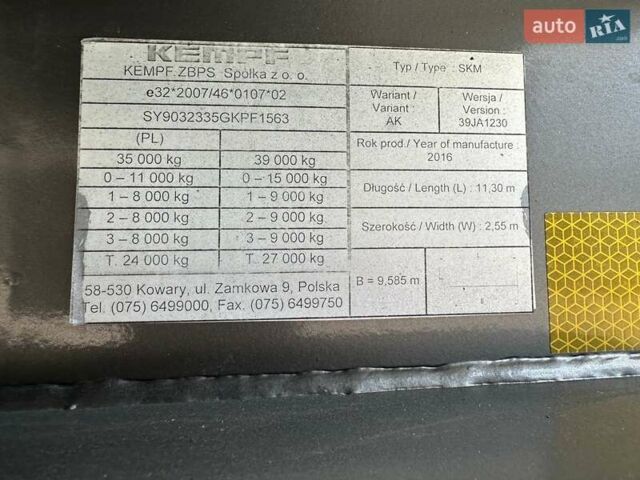 auto RIA .com
KEMPF
KEMPF ZBPS Spółka z o. o.
e32*2007/46*0107*02
SY9032335GKPF1563
(PL)
35 000 kg 39 000 kg
0 – 11 000 kg 0 – 15 000 kg
1 – 8 000 kg 1 – 9 000 kg
2 – 8 000 kg 2 – 9 000 kg
3 – 8 000 kg 3 – 9 000 kg
T. 24 000 kg T. 27 000 kg
58-530 Kowary, ul. Zamkowa 9, Polska
Tel. (075) 6499000, Fax. (075) 6499750
Typ / Type : SKM
Wariant / Variant : AK
Wersja / Version : 39JA1230
Rok prod./ Year of manufacture :
2016
Długość / Length (L) : 11,30 m
Szerokość / Width (W) : 2,55 m
B = 9,585 m